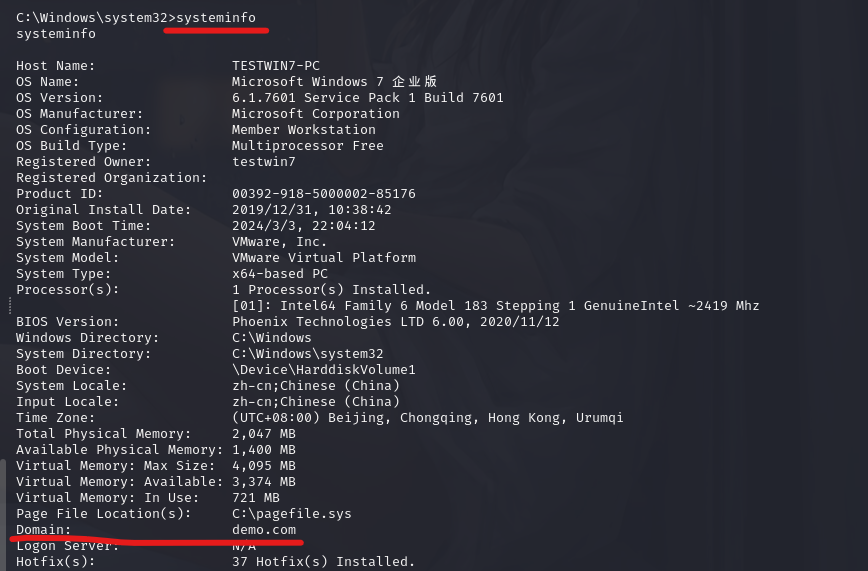 C:\Windows\system32>systeminfo
systeminfo
Host Name: TESTWIN7-PC
OS Name: Microsoft Windows 7 企业版
OS Version: 6.1.7601 Service Pack 1 Build 7601
OS Manufacturer: Microsoft Corporation
OS Configuration: Member Workstation
OS Build Type: Multiprocessor Free
Registered Owner: testwin7
Registered Organization:
Product ID: 00392-918-5000002-85176
Original Install Date: 2019/12/31, 10:38:42
System Boot Time: 2024/3/3, 22:04:12
System Manufacturer: VMware, Inc.
System Model: VMware Virtual Platform
System Type: x64-based PC
Processor(s): 1 Processor(s) Installed.
[01]: Intel64 Family 6 Model 183 Stepping 1 GenuineIntel ~2419 Mhz
BIOS Version: Phoenix Technologies LTD 6.00, 2020/11/12
Windows Directory: C:\Windows
System Directory: C:\Windows\system32
Boot Device: \Device\HarddiskVolume1
System Locale: zh-cn;Chinese (China)
Input Locale: zh-cn;Chinese (China)
Time Zone: (UTC+08:00) Beijing, Chongqing, Hong Kong, Urumqi
Total Physical Memory: 2,047 MB
Available Physical Memory: 1,400 MB
Virtual Memory: Max Size: 4,095 MB
Virtual Memory: Available: 3,374 MB
Virtual Memory: In Use: 721 MB
Page File Location(s): C:\pagefile.sys
Domain: demo.com
Logon Server: N/A
Hotfix(s): 37 Hotfix(s) Installed.